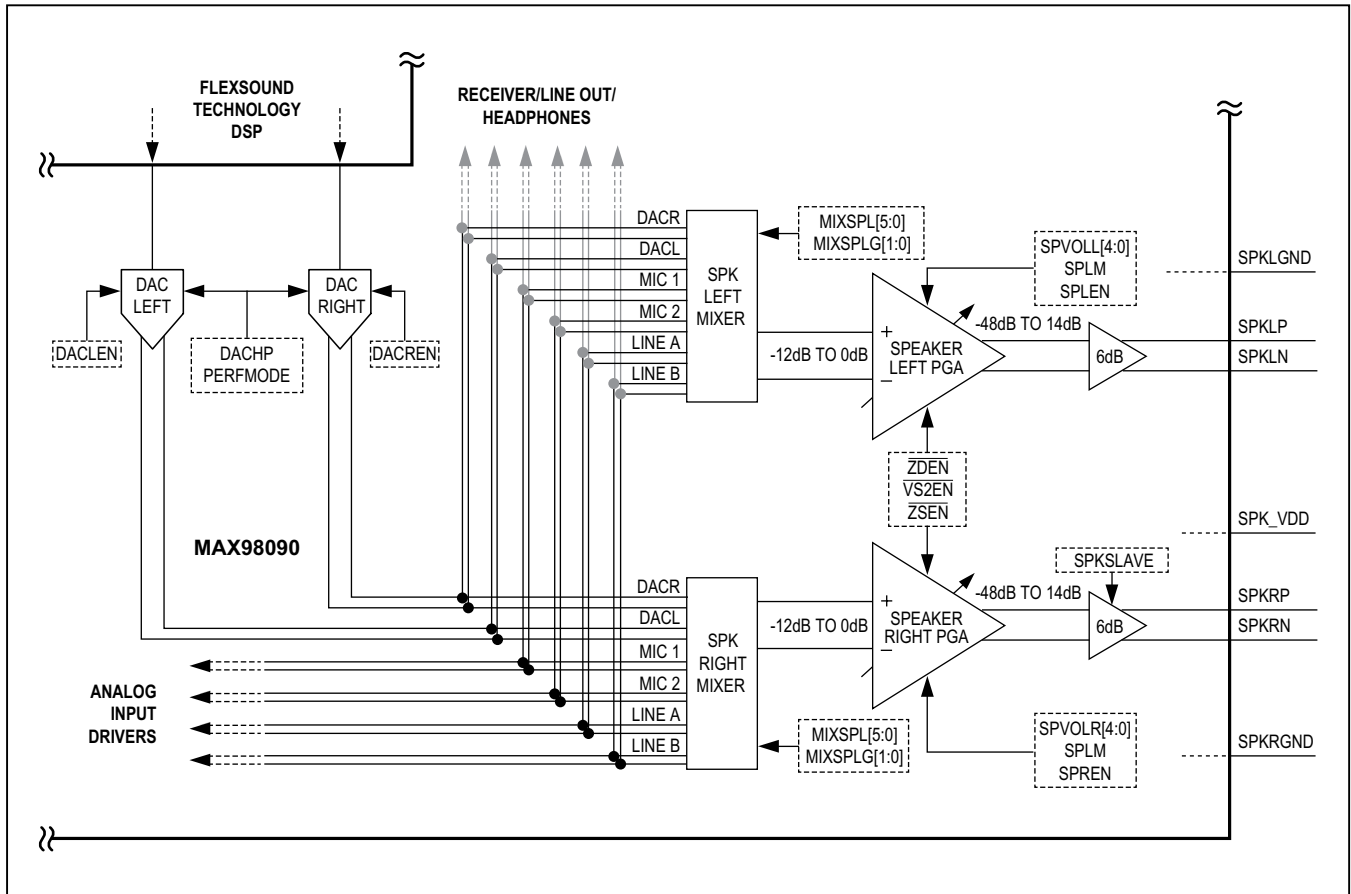 FLEXSOUND
TECHNOLOGY
DSP
RECEIVER/LINE OUT/
HEADPHONES
DAC
LEFT
DAC
RIGHT
DACLEN
DACHP
PERFMODE
DACREN
DACR
DACL
MIC 1
MIC 2
LINE A
LINE B
SPK
LEFT
MIXER
MIXSPL[5:0]
MIXSPLG[1:0]
-12dB TO 0dB
+
−
SPEAKER
LEFT PGA
SPVOLL[4:0]
SPLM
SPLEN
-48dB TO 14dB
6dB
SPKLGND
SPKLP
SPKLN
ZDEN
VS2EN
ZSEN
MAX98090
ANALOG
INPUT
DRIVERS
DACR
DACL
MIC 1
MIC 2
LINE A
LINE B
SPK
RIGHT
MIXER
MIXSPL[5:0]
MIXSPLG[1:0]
-12dB TO 0dB
+
−
SPEAKER
RIGHT PGA
SPVOLR[4:0]
SPLM
SPREN
-48dB TO 14dB
SPKSLAVE
6dB
SPK_VDD
SPKRP
SPKRN
SPKRGND